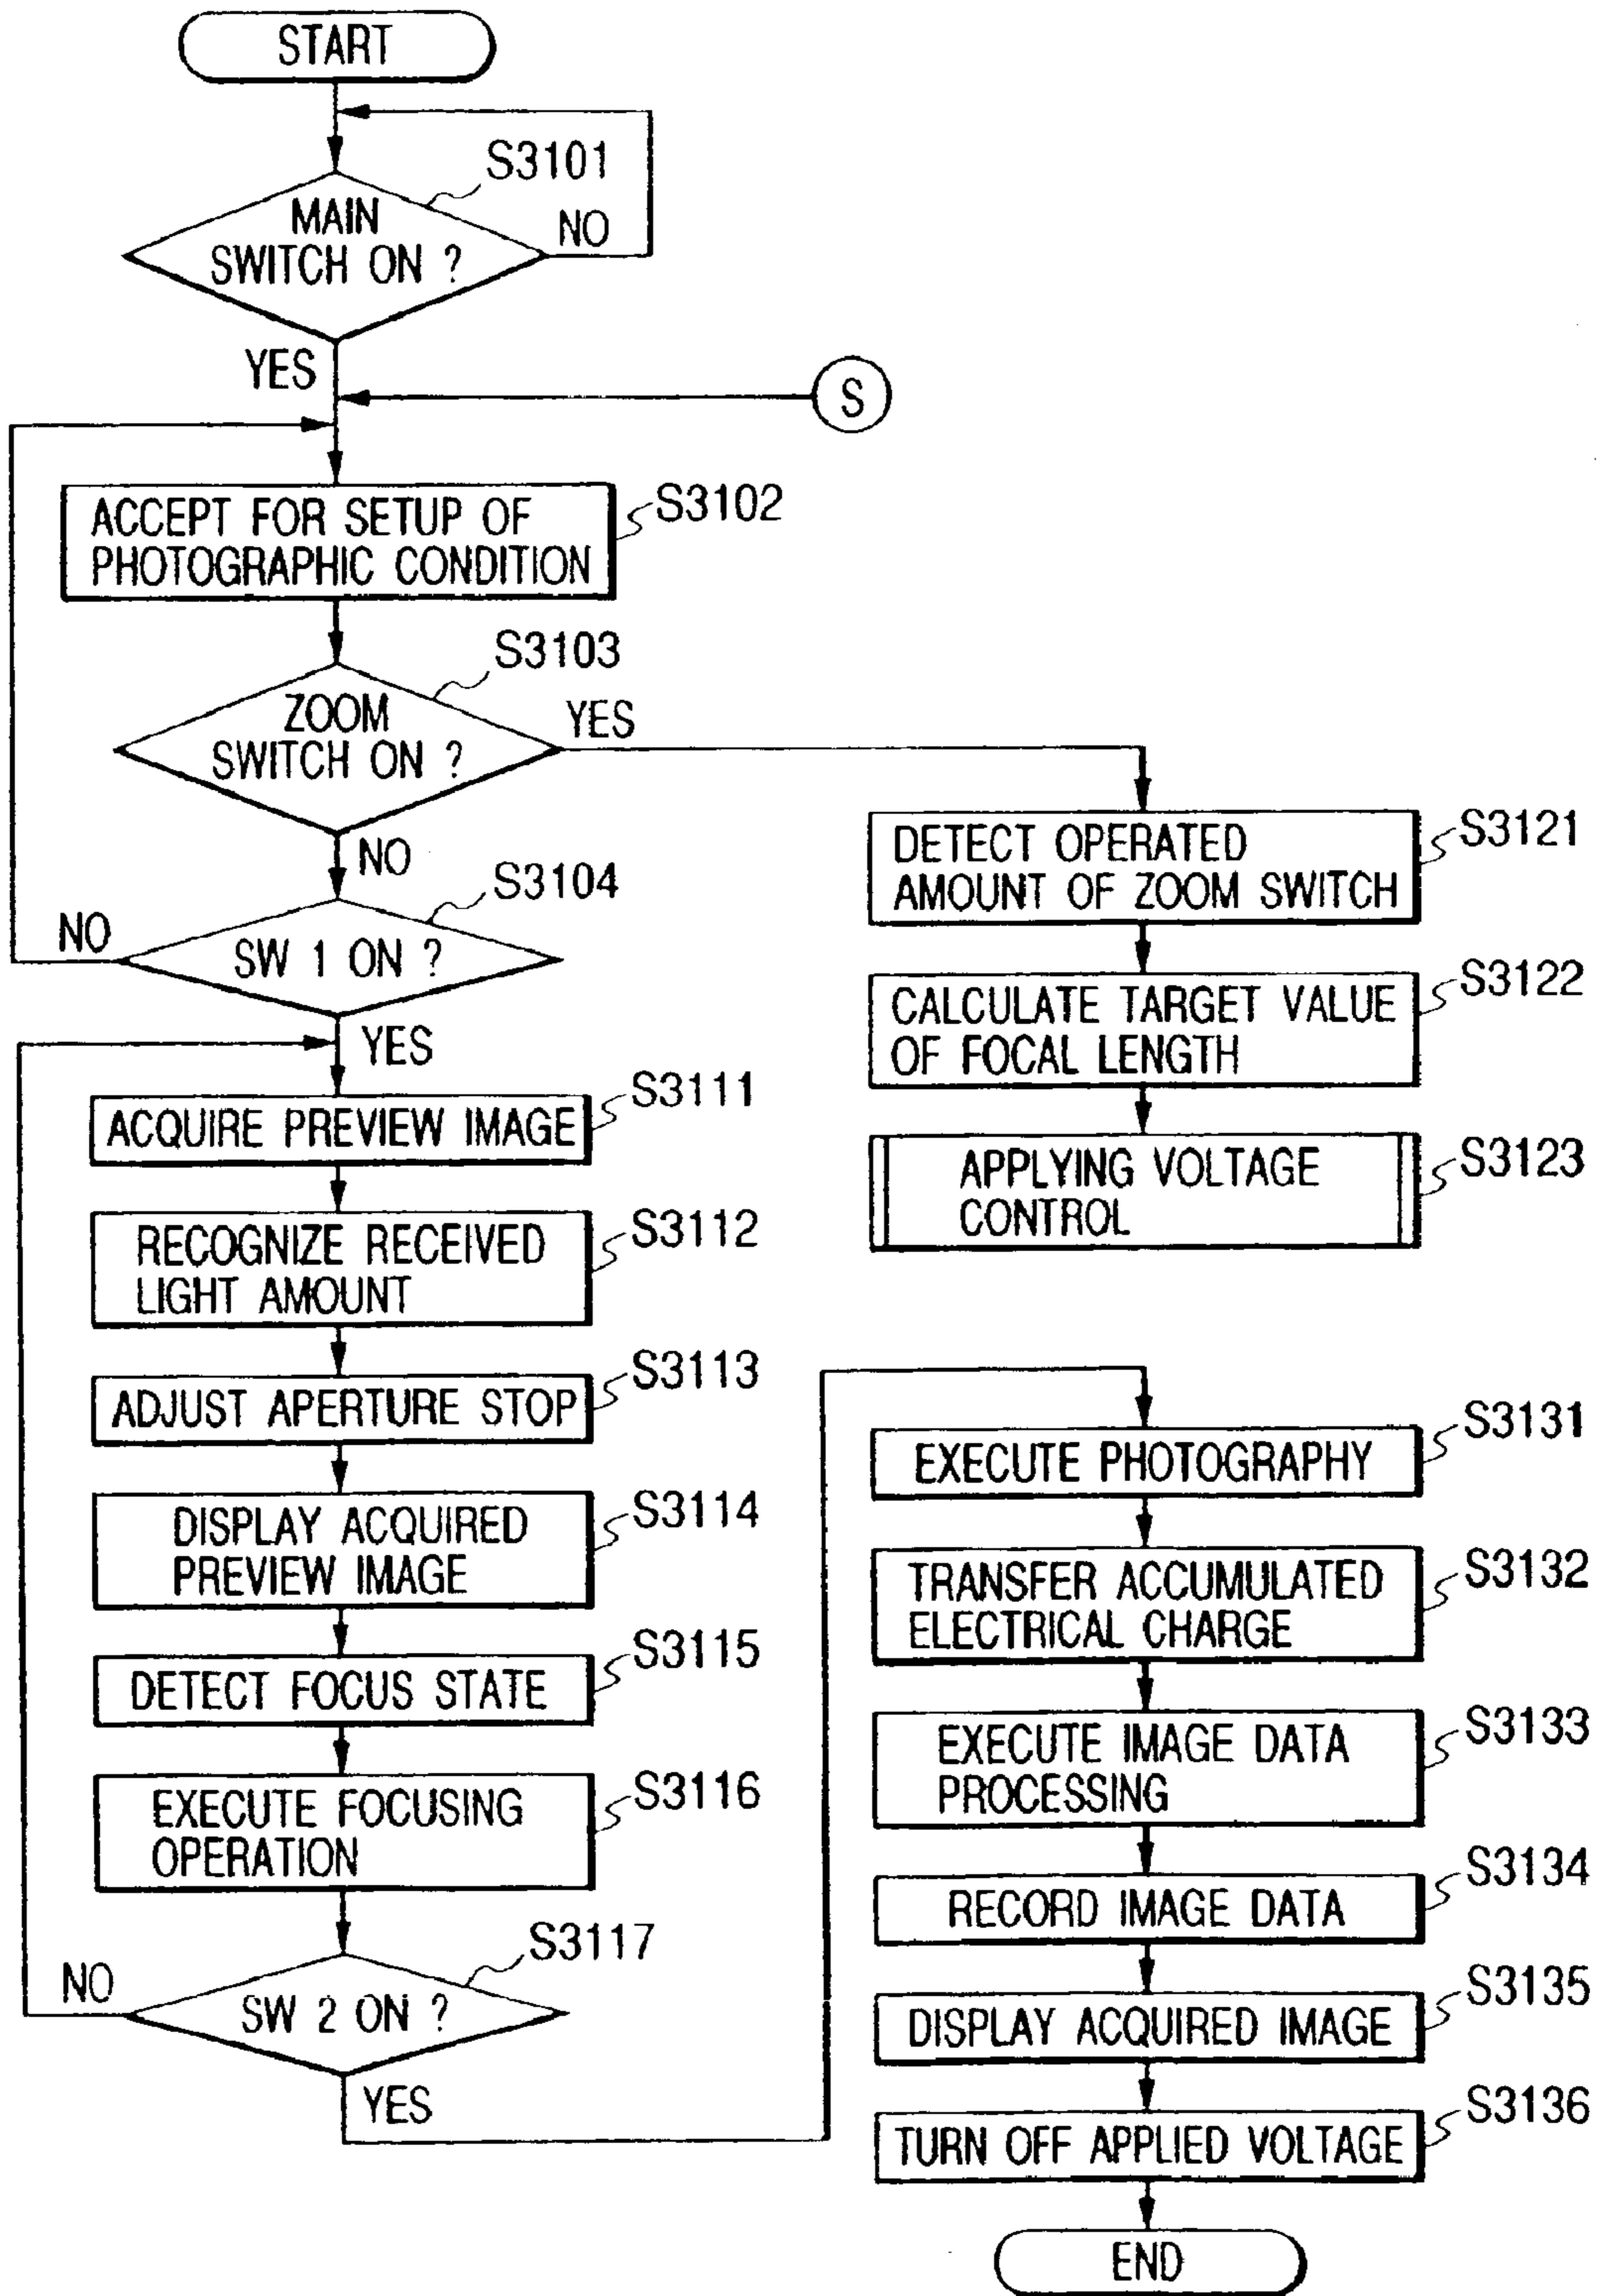 START
S3101
MAIN
SWITCH ON ?
NO
YES
S
ACCEPT FOR SETUP OF
PHOTOGRAPHIC CONDITION
S3102
S3103
ZOOM
SWITCH ON ?
YES
NO
S3104
SW 1 ON ?
NO
YES
ACQUIRE PREVIEW IMAGE
S3111
RECOGNIZE RECEIVED
LIGHT AMOUNT
S3112
ADJUST APERTURE STOP
S3113
DISPLAY ACQUIRED
PREVIEW IMAGE
S3114
DETECT FOCUS STATE
S3115
EXECUTE FOCUSING
OPERATION
S3116
S3117
SW 2 ON ?
NO
YES
DETECT OPERATED
AMOUNT OF ZOOM SWITCH
S3121
CALCULATE TARGET VALUE
OF FOCAL LENGTH
S3122
APPLYING VOLTAGE
CONTROL
S3123
EXECUTE PHOTOGRAPHY
S3131
TRANSFER ACCUMULATED
ELECTRICAL CHARGE
S3132
EXECUTE IMAGE DATA
PROCESSING
S3133
RECORD IMAGE DATA
S3134
DISPLAY ACQUIRED IMAGE
S3135
TURN OFF APPLIED VOLTAGE
S3136
END